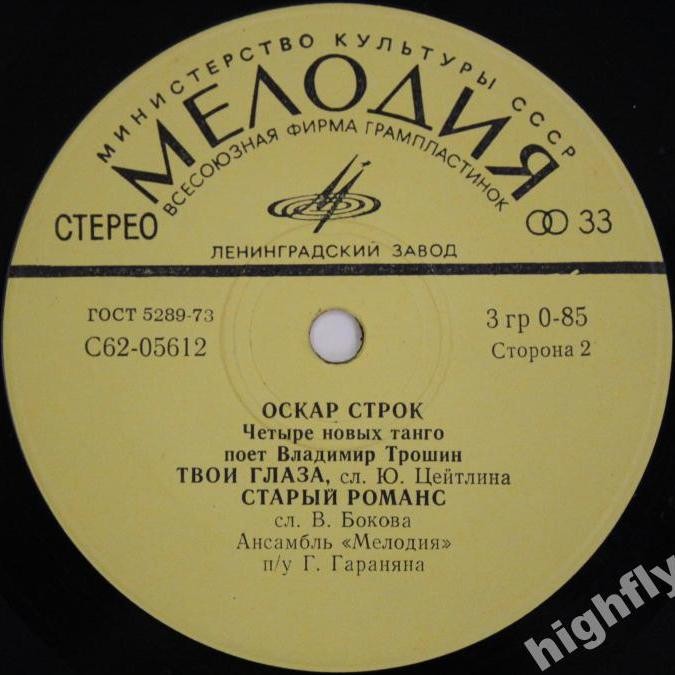 МИНИСТЕРСТВО КУЛЬТУРЫ СССР
МЕЛОДИЯ
ВСЕСОЮЗНАЯ ФИРМА ГРАМПЛАСТИНОК
СТЕРЕО
33
ЛЕНИНГРАДСКИЙ ЗАВОД
ГОСТ 5289-73
3 гр 0-85
С62-05612
Сторона 2
ОСКАР СТРОК
Четыре новых танго
поет Владимир Трошин
ТВОИ ГЛАЗА, сл. Ю. Цейтлина
СТАРЫЙ РОМАНС
сл. В. Бокова
Ансамбль «Мелодия»
п/у Г. Гараняна
highfly